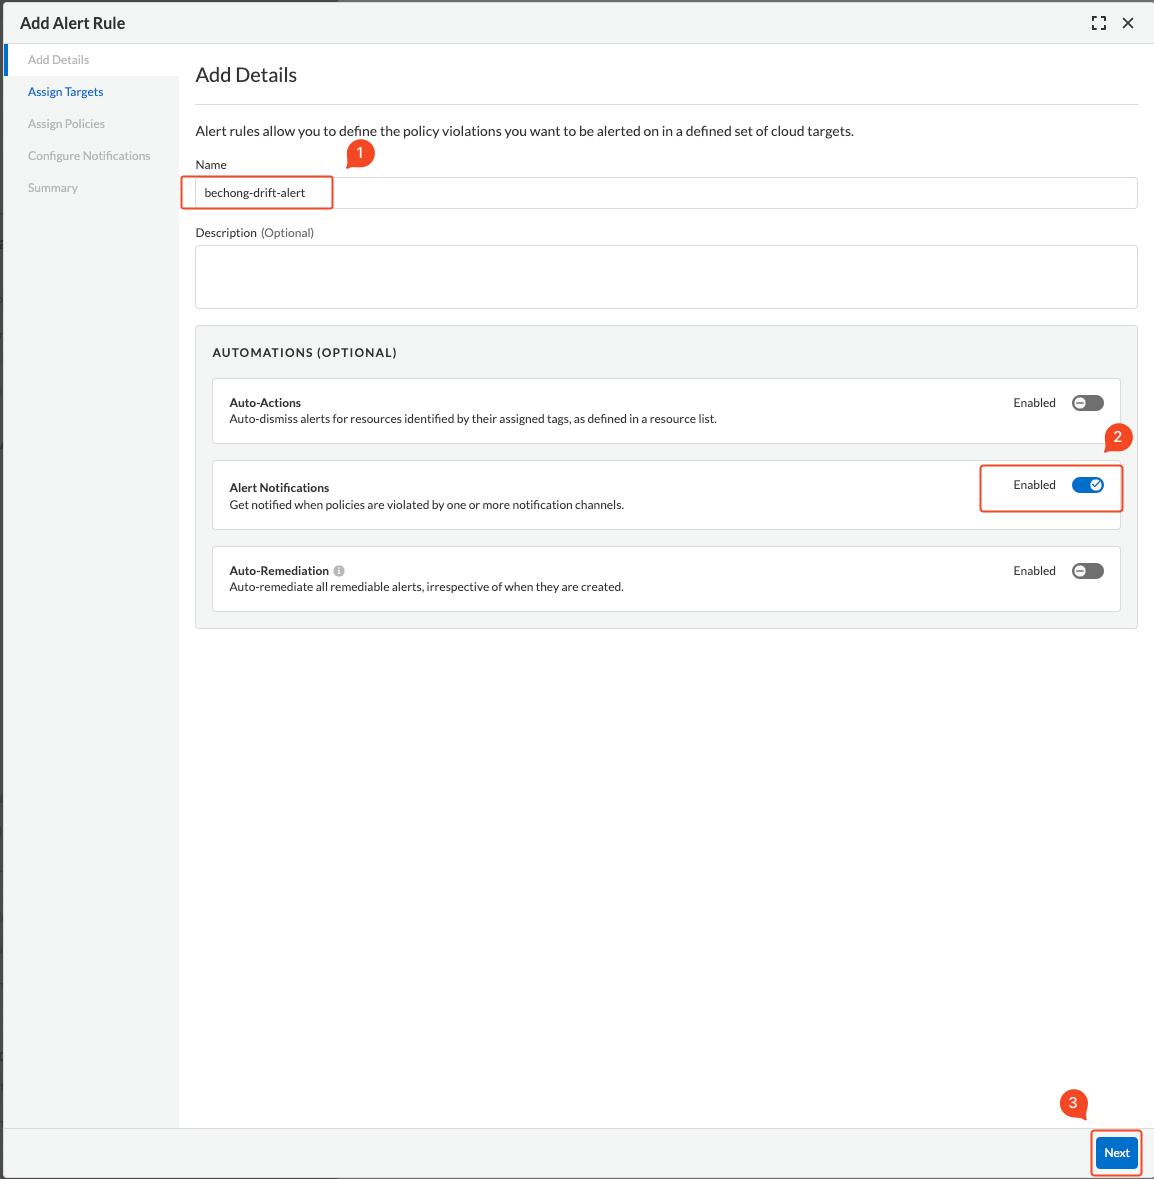 Add Alert Rule
Add Details
Assign Targets
Assign Policies
Configure Notifications
Summary
Add Details
Alert rules allow you to define the policy violations you want to be alerted on in a defined set of cloud targets.
1
Name
bechong-drift-alert
Description (Optional)
AUTOMATIONS (OPTIONAL)
Auto-Actions
Auto-dismiss alerts for resources identified by their assigned tags, as defined in a resource list.
Enabled
2
Alert Notifications
Get notified when policies are violated by one or more notification channels.
Enabled
Auto-Remediation
Auto-remediate all remediable alerts, irrespective of when they are created.
Enabled
3
Next